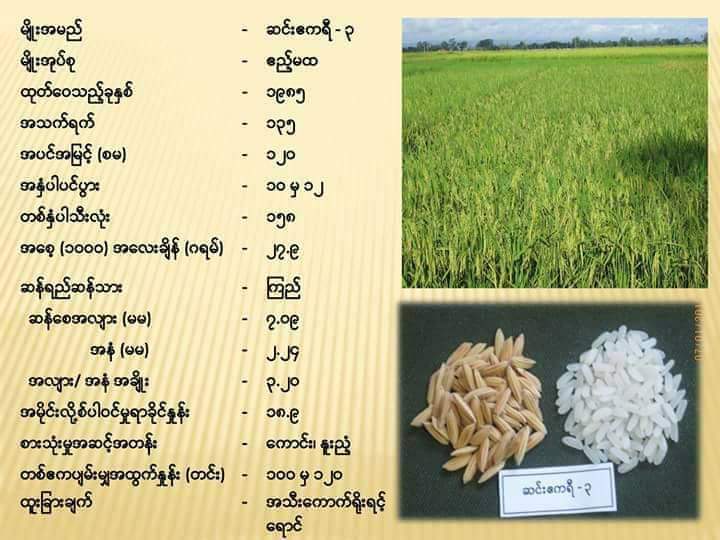 မျိုးအမည် - ဆင်းဧကရီ - ၃
မျိုးအုပ်စု - ဧည့်မထ
ထုတ်ဝေသည့်ခုနှစ် - ၁၉၈၅
အသက်ရက် - ၁၃၅
အပင်အမြင့် (စမ) - ၁၂၀
အနှံပါပင်ပွား - ၁၀ မှ ၁၂
တစ်နှံပါသီးလုံး - ၁၅၈
အစေ့ (၁၀၀၀) အလေးချိန် (ဂရမ်) - ၂၇.၉
ဆန်ရည်ဆန်သား - ကြည်
ဆန်စေအလျား (မမ) - ၇.၀၉
အနံ (မမ) - ၂.၂၄
အလျား/ အနံ အချိုး - ၃.၂၀
အမိုင်းလို့စ်ပါဝင်မှုရာခိုင်နှုန်း - ၁၈.၉
စားသုံးမှုအဆင့်အတန်း - ကောင်း၊ နူးညံ့
တစ်ဧကပျမ်းမျှအထွက်နှုန်း (တင်း) - ၁၀၀ မှ ၁၂၀
ထူးခြားချက် - အသီးကောက်ရိုးရင့်
ရောင်
ဆင်းဧကရီ - ၃